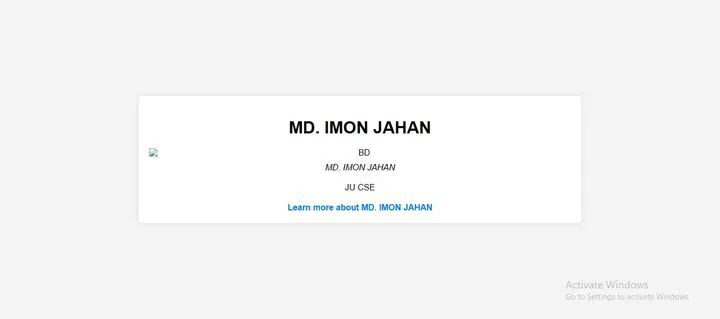 MD. IMON JAHAN
BD
MD. IMON JAHAN
JU CSE
Learn more about MD. IMON JAHAN
Activate Windows
Go to Settings to activate Windows.